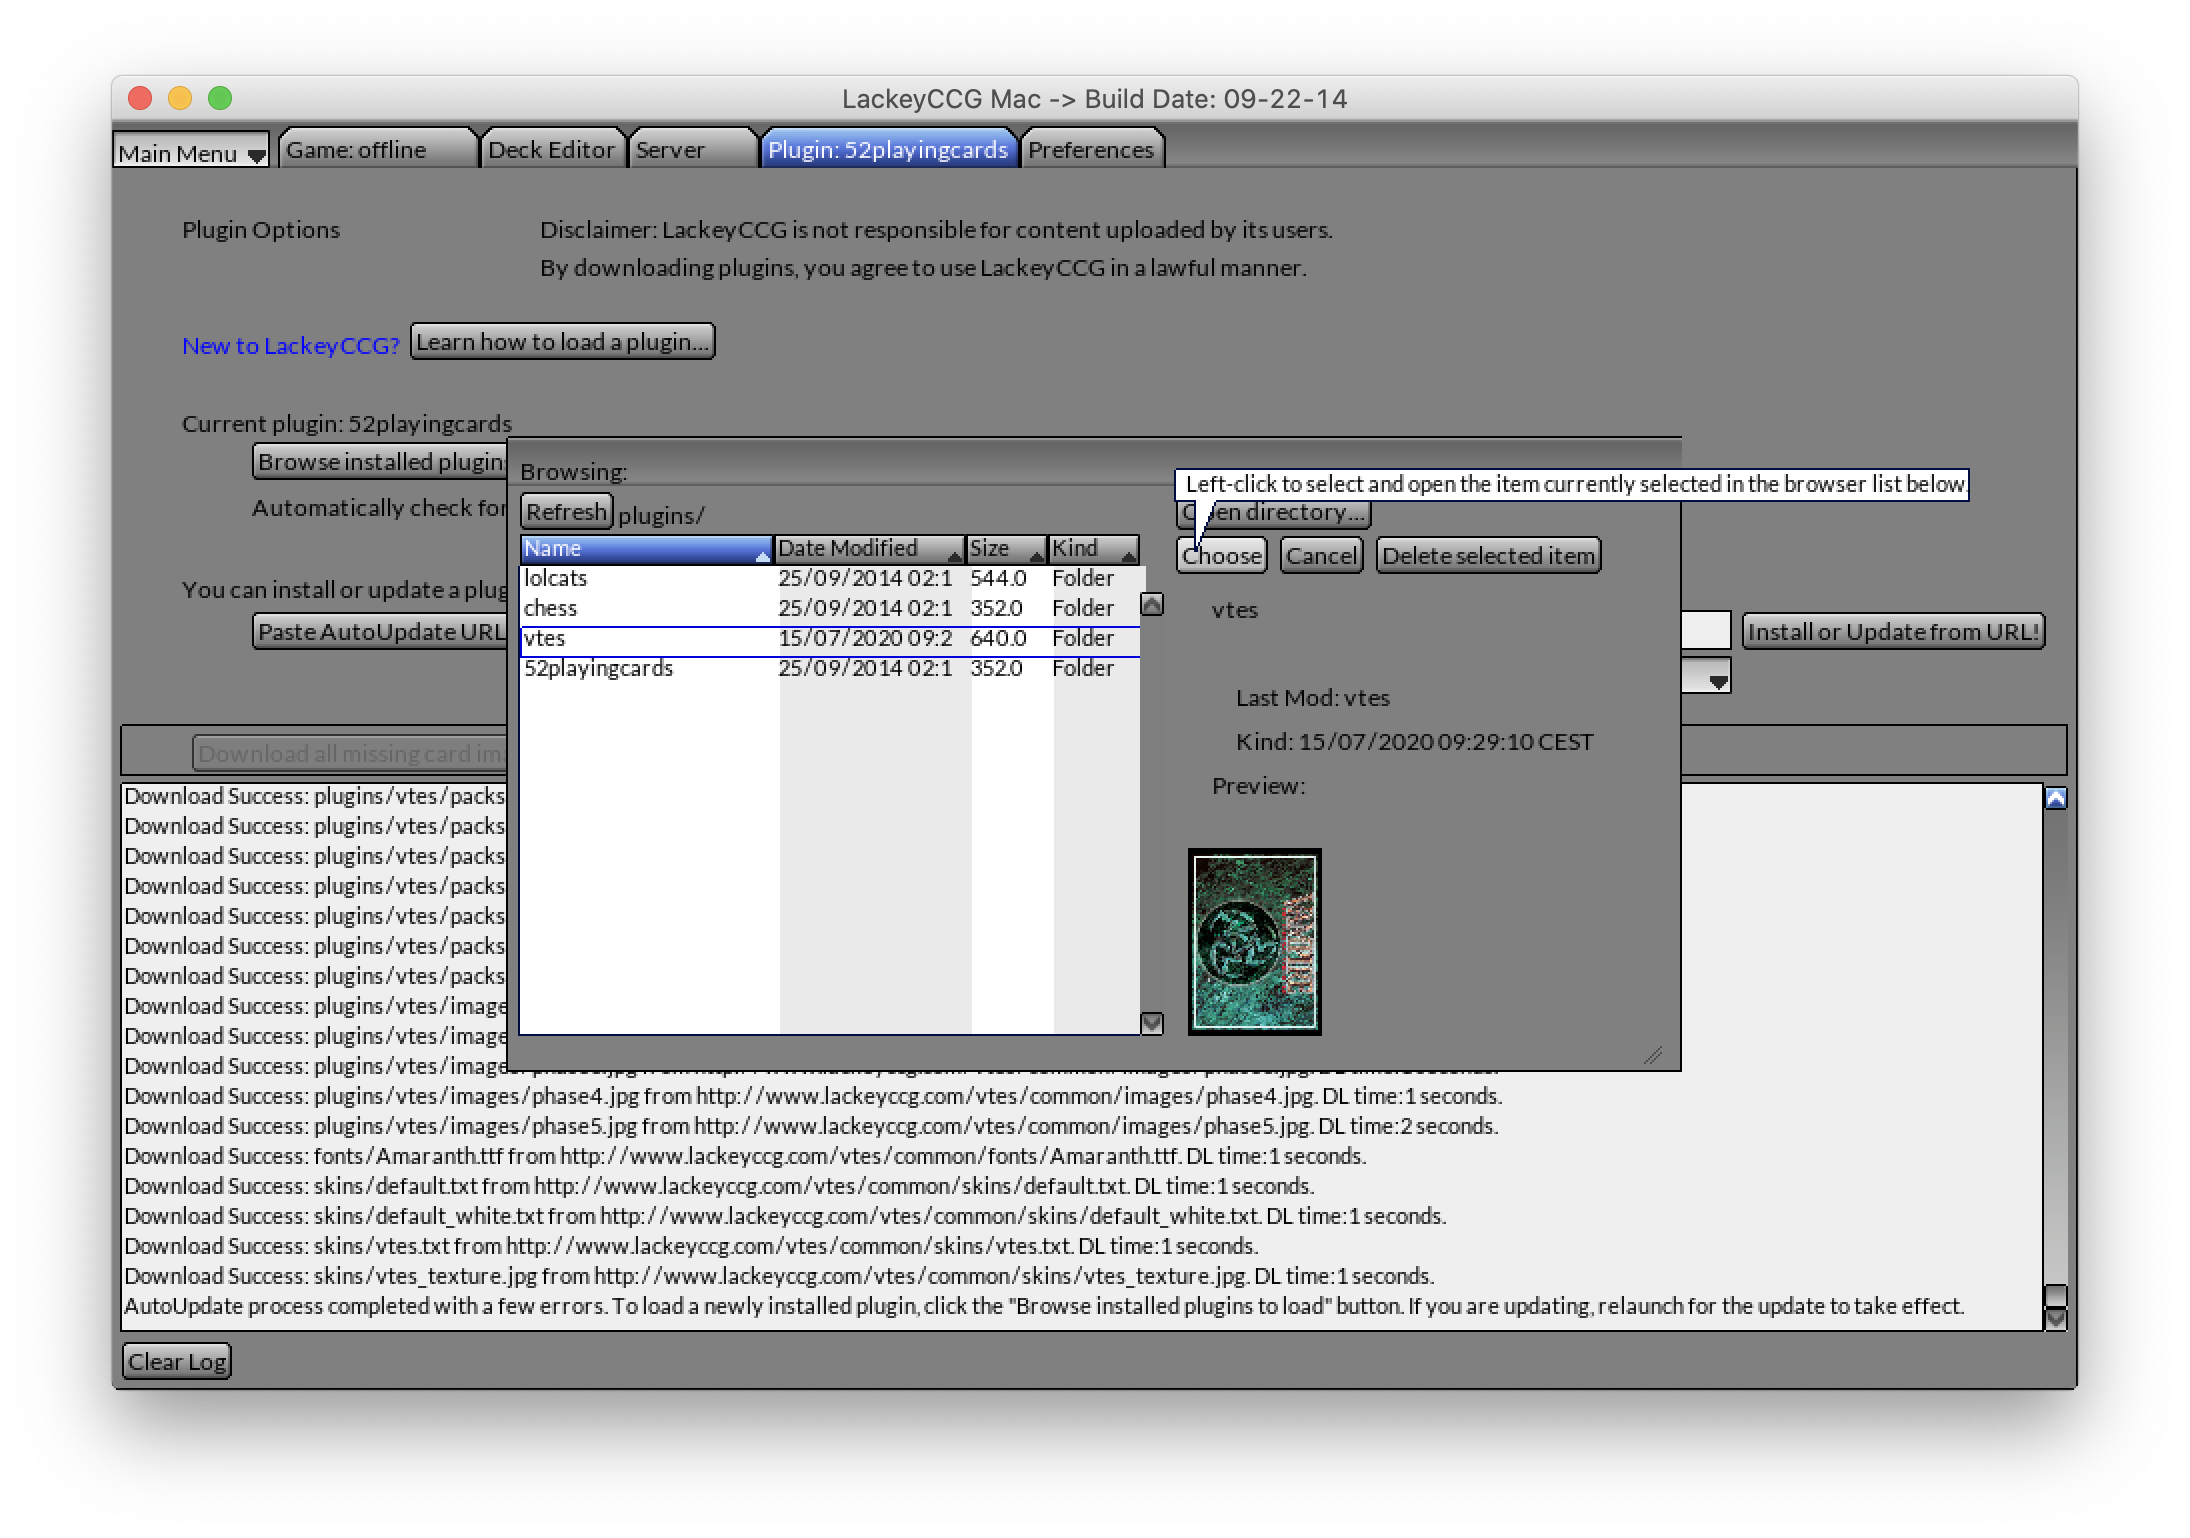 LackeyCCG Mac -> Build Date: 09-22-14
Main Menu
Game: offline
Deck Editor
Server
Plugin: 52playingcards
Preferences
Plugin Options
Disclaimer: LackeyCCG is not responsible for content uploaded by its users.
By downloading plugins, you agree to use LackeyCCG in a lawful manner.
New to LackeyCCG?
Learn how to load a plugin...
Current plugin: 52playingcards
Browse installed plugin
Automatically check for
You can install or update a plug
Paste AutoUpdate URL
Install or Update from URL!
Download all missing card im
Browsing:
Refresh
plugins/
Left-click to select and open the item currently selected in the browser list below.
en directory...
Choose
Cancel
Delete selected item
Name Date Modified Size Kind
lolcats 25/09/2014 02:1 544.0 Folder
chess 25/09/2014 02:1 352.0 Folder
vtes 15/07/2020 09:2 640.0 Folder
52playingcards 25/09/2014 02:1 352.0 Folder
vtes
Last Mod: vtes
Kind: 15/07/2020 09:29:10 CEST
Preview:
Download Success: plugins/vtes/packs
Download Success: plugins/vtes/packs
Download Success: plugins/vtes/packs
Download Success: plugins/vtes/packs
Download Success: plugins/vtes/packs
Download Success: plugins/vtes/packs
Download Success: plugins/vtes/packs
Download Success: plugins/vtes/image
Download Success: plugins/vtes/image
Download Success: plugins/vtes/image
Download Success: plugins/vtes/images/phase4.jpg from http://www.lackeyccg.com/vtes/common/images/phase4.jpg. DL time:1 seconds.
Download Success: plugins/vtes/images/phase5.jpg from http://www.lackeyccg.com/vtes/common/images/phase5.jpg. DL time:2 seconds.
Download Success: fonts/Amaranth.ttf from http://www.lackeyccg.com/vtes/common/fonts/Amaranth.ttf. DL time:1 seconds.
Download Success: skins/default.txt from http://www.lackeyccg.com/vtes/common/skins/default.txt. DL time:1 seconds.
Download Success: skins/default_white.txt from http://www.lackeyccg.com/vtes/common/skins/default_white.txt. DL time:1 seconds.
Download Success: skins/vtes.txt from http://www.lackeyccg.com/vtes/common/skins/vtes.txt. DL time:1 seconds.
Download Success: skins/vtes_texture.jpg from http://www.lackeyccg.com/vtes/common/skins/vtes_texture.jpg. DL time:1 seconds.
AutoUpdate process completed with a few errors. To load a newly installed plugin, click the "Browse installed plugins to load" button. If you are updating, relaunch for the update to take effect.
Clear Log